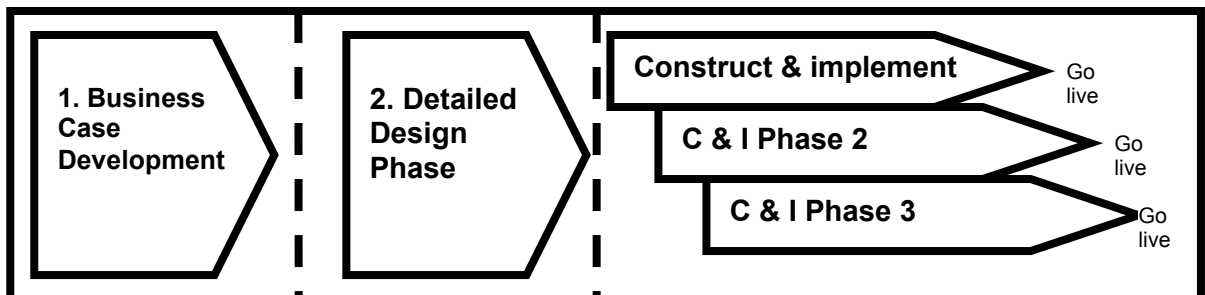 1. Business
Case
Development
2. Detailed
Design
Phase
Construct & implement
Go
live
C & I Phase 2
Go
live
C & I Phase 3
Go
live